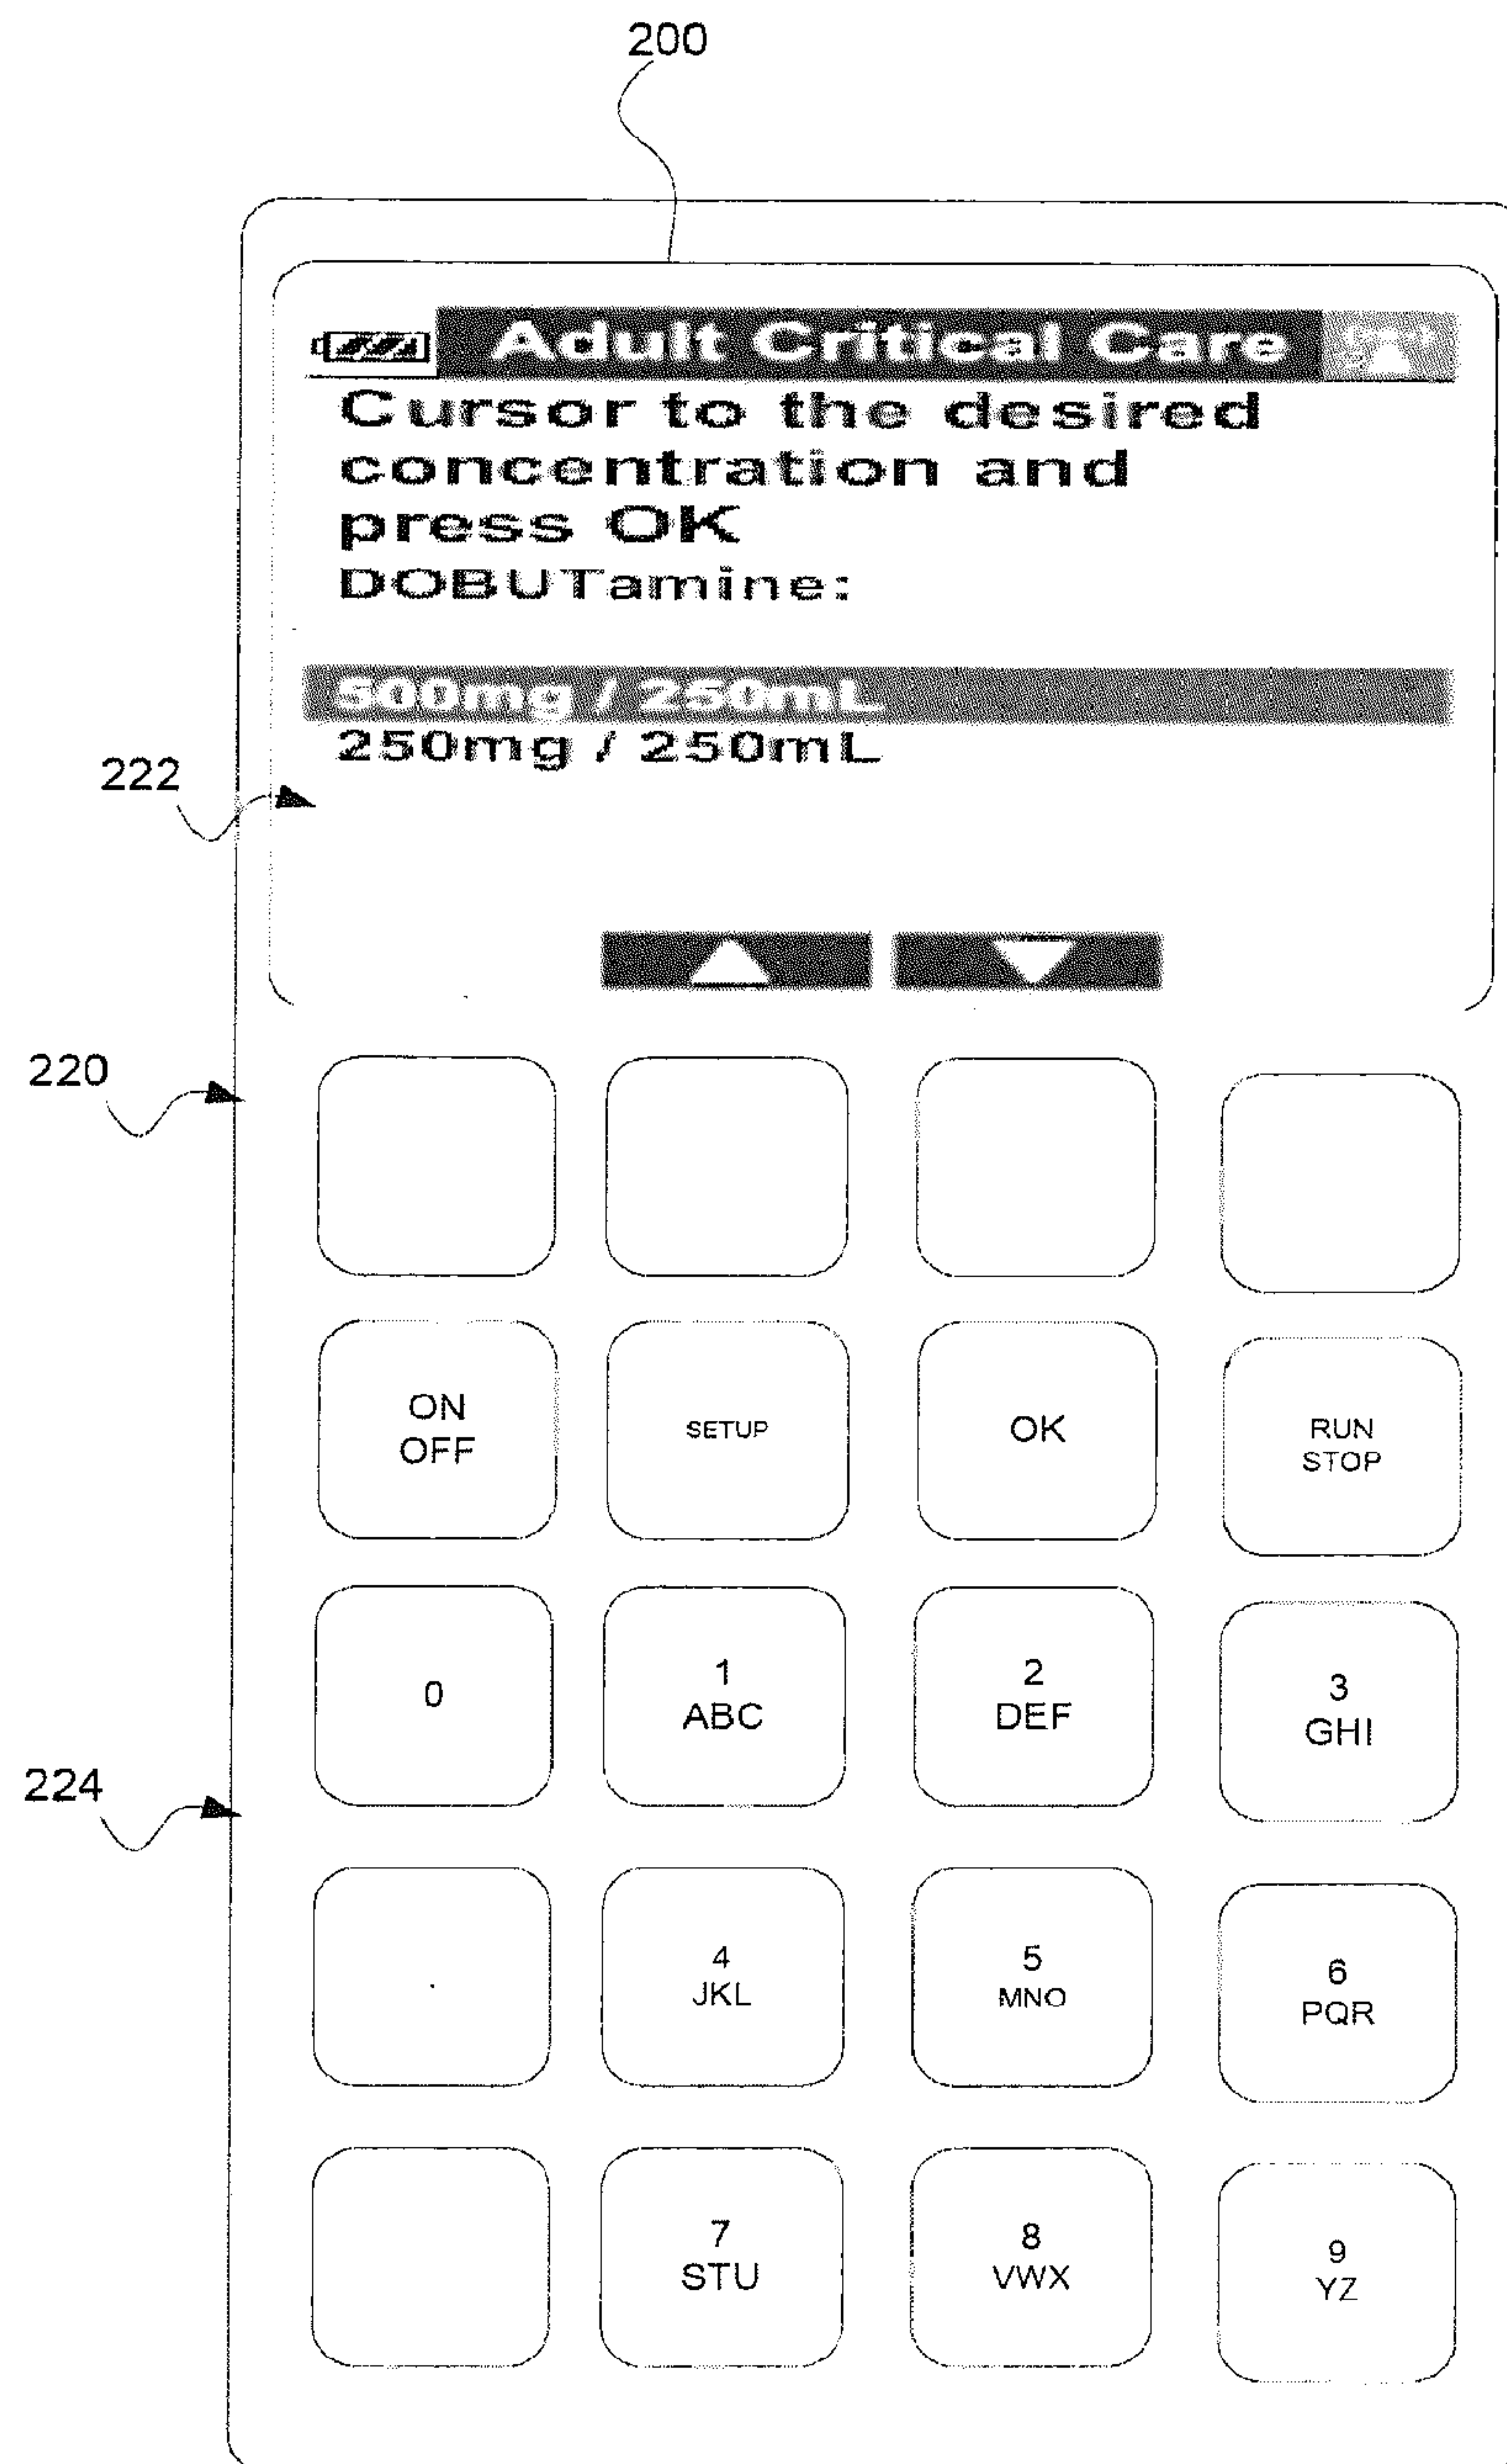 200
Adult Critical Care
Cursor to the desired
concentration and
press OK
DOBUTamine:
500mg / 250mL
250mg / 250mL
222
220
ON
OFF
SETUP
OK
RUN
STOP
0
1
ABC
2
DEF
3
GHI
224
.
4
JKL
5
MNO
6
PQR
7
STU
8
VWX
9
YZ